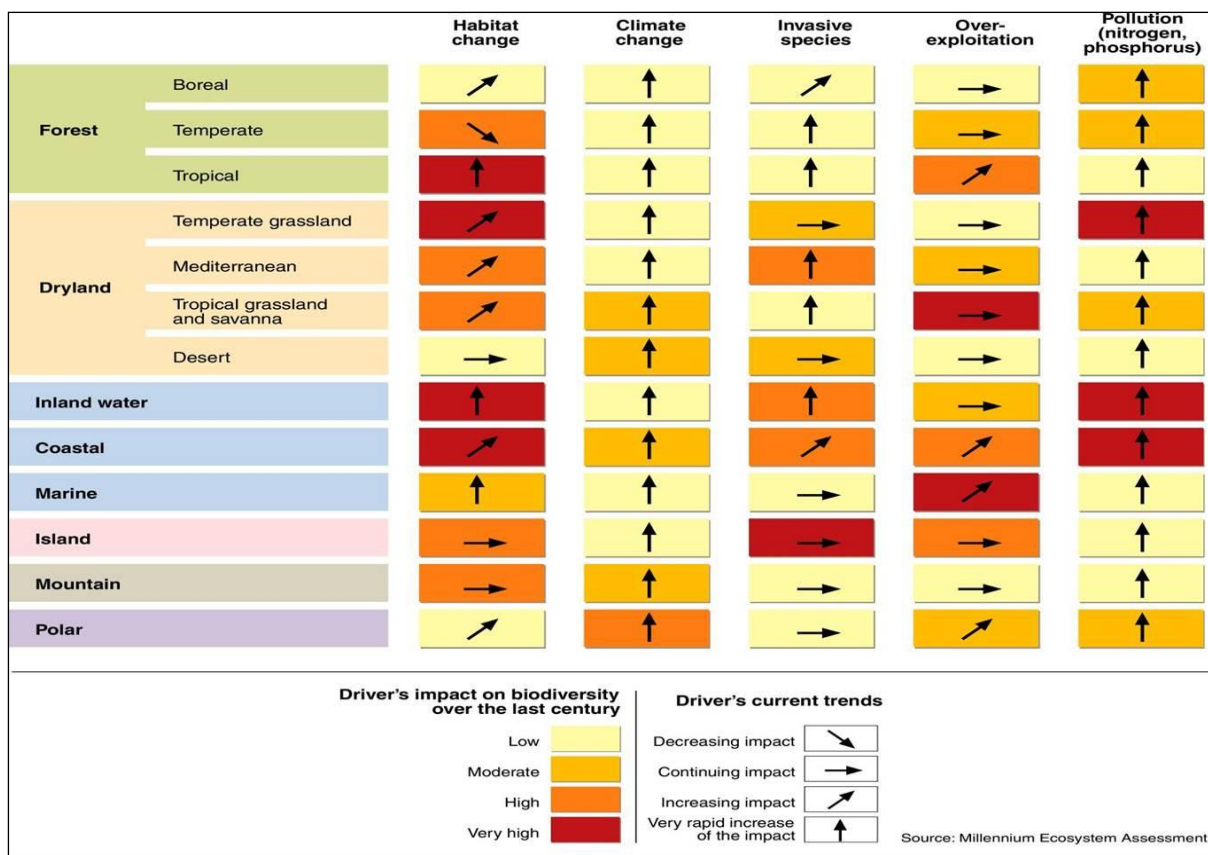 Habitat
change
Climate
change
Invasive
species
Over-
exploitation
Pollution
(nitrogen,
phosphorus)
Forest
Boreal
Temperate
Tropical
Dryland
Temperate grassland
Mediterranean
Tropical grassland
and savanna
Desert
Inland water
Coastal
Marine
Island
Mountain
Polar
Driver's impact on biodiversity
over the last century
Low
Moderate
High
Very high
Driver's current trends
Decreasing impact
Continuing impact
Increasing impact
Very rapid increase
of the impact
Source: Millennium Ecosystem Assessment